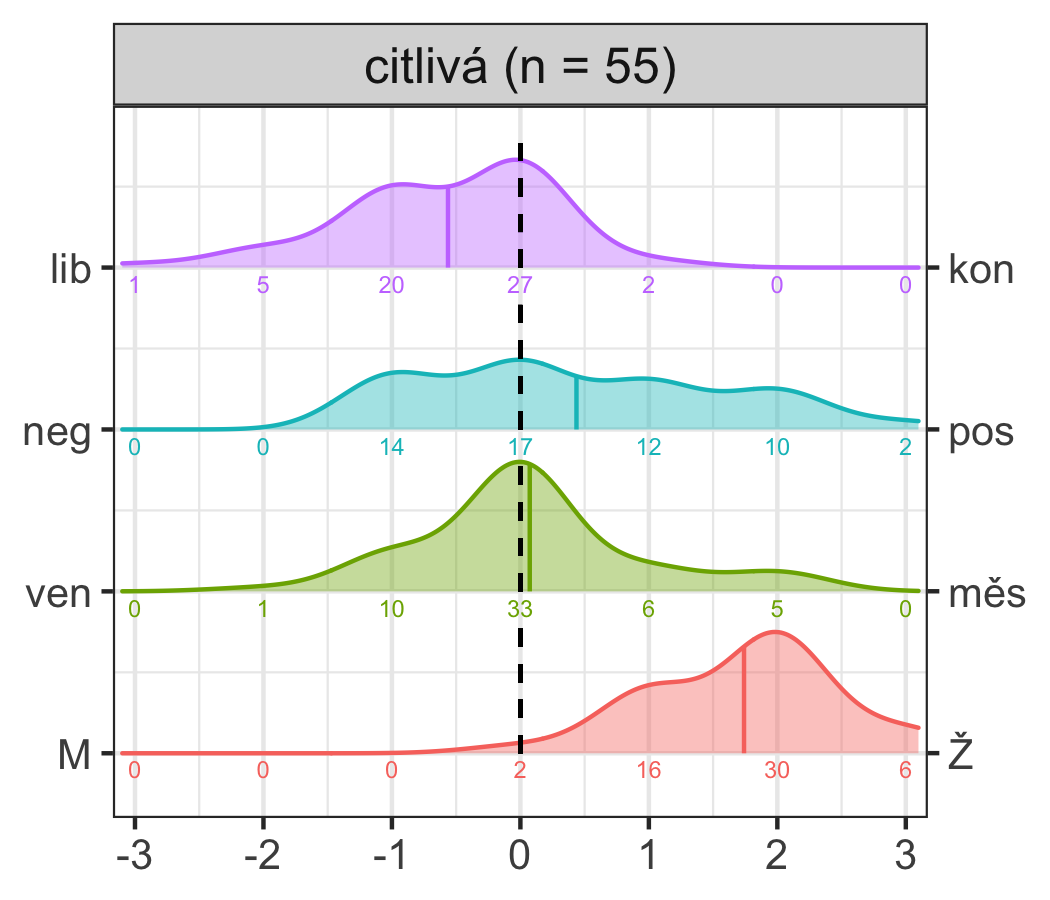 citlivá (n = 55)
lib kon
1 5 20 27 2 0 0
neg pos
0 0 14 17 12 10 2
ven měs
0 1 10 33 6 5 0
M Ž
0 0 0 2 16 30 6
-3 -2 -1 0 1 2 3